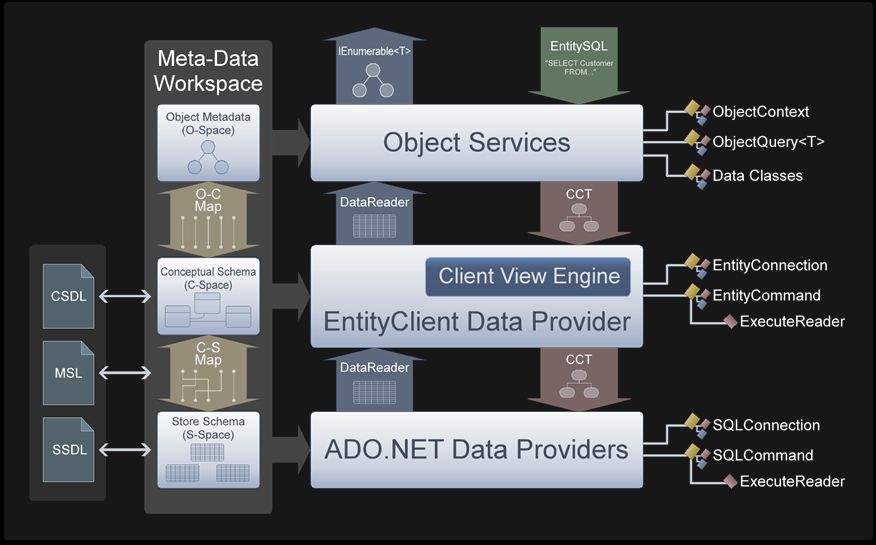 Meta-Data
Workspace
Object Metadata
(O-Space)
O-C
Map
Conceptual Schema
(C-Space)
C-S
Map
Store Schema
(S-Space)
CSDL
MSL
SSDL
IEnumerable<T>
EntitySQL
"SELECT Customer
FROM..."
Object Services
ObjectContext
ObjectQuery<T>
Data Classes
DataReader
CCT
Client View Engine
EntityClient Data Provider
EntityConnection
EntityCommand
ExecuteReader
DataReader
CCT
ADO.NET Data Providers
SQLConnection
SQLCommand
ExecuteReader